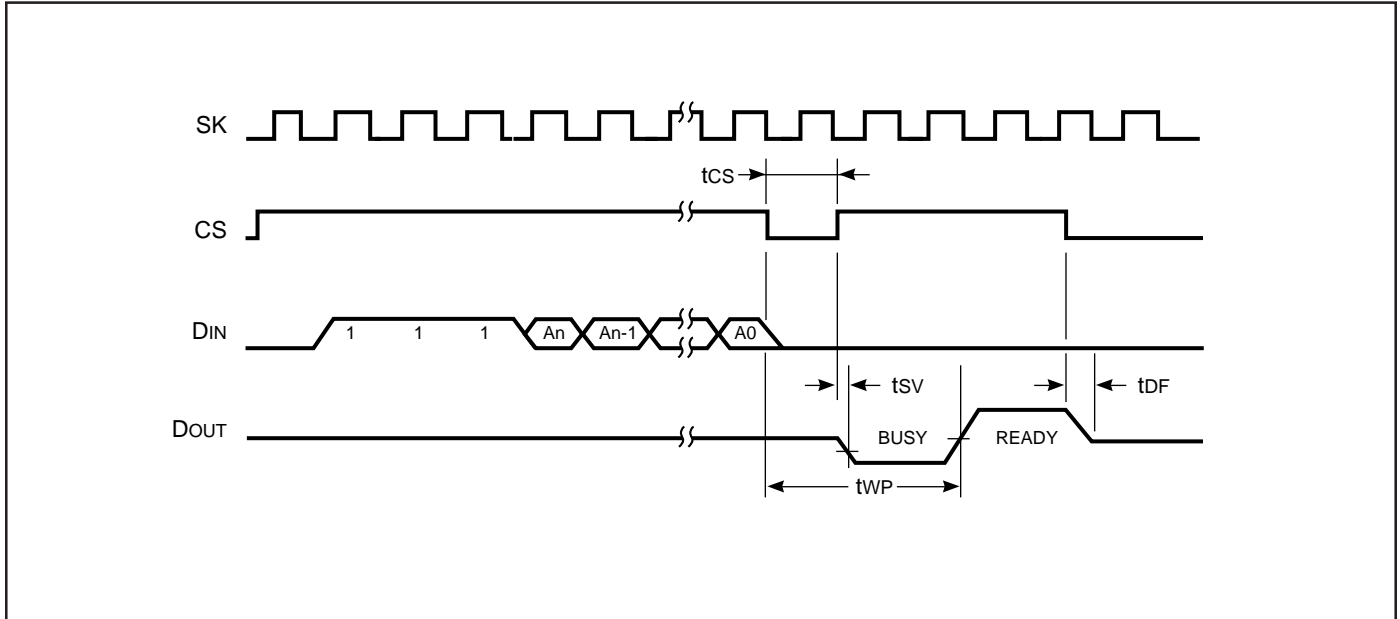 SK
tCS
CS
DIN
1 1 1 An An-1 A0
tSV
tDF
DOUT
BUSY READY
tWP